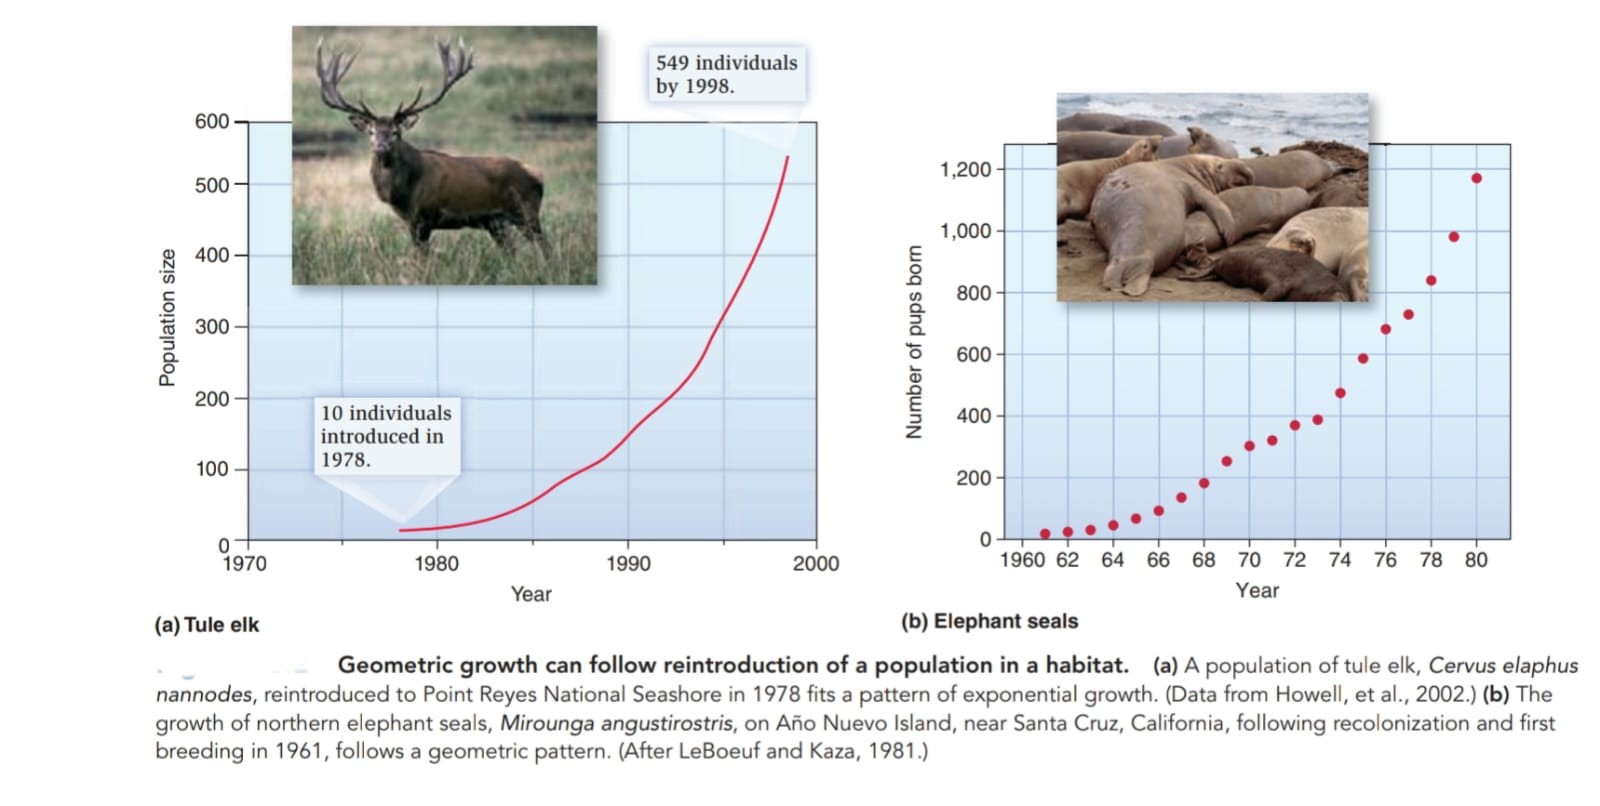 549 individuals
by 1998.
600
500
400
300
200
100
0
Population size
10 individuals
introduced in
1978.
1970
1980
1990
2000
Year
(a) Tule elk
1,200
1,000
800
600
400
200
0
Number of pups born
1960 62 64 66 68 70 72 74 76 78 80
Year
(b) Elephant seals
Geometric growth can follow reintroduction of a population in a habitat. (a) A population of tule elk, Cervus elaphus
nannodes, reintroduced to Point Reyes National Seashore in 1978 fits a pattern of exponential growth. (Data from Howell, et al., 2002.) (b) The
growth of northern elephant seals, Mirounga angustirostris, on Año Nuevo Island, near Santa Cruz, California, following recolonization and first
breeding in 1961, follows a geometric pattern. (After LeBoeuf and Kaza, 1981.)